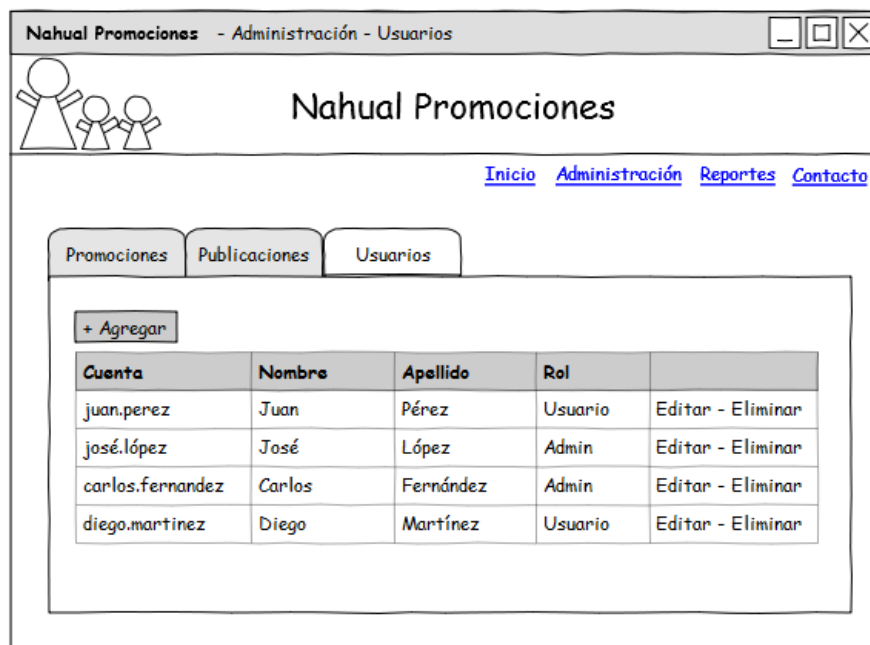 Nahual Promociones - Administración - Usuarios
Nahual Promociones
Inicio Administración Reportes Contacto
Promociones Publicaciones Usuarios
+ Agregar
Cuenta Nombre Apellido Rol
juan.perez Juan Pérez Usuario Editar - Eliminar
josé.lópez José López Admin Editar - Eliminar
carlos.fernandez Carlos Fernández Admin Editar - Eliminar
diego.martinez Diego Martínez Usuario Editar - Eliminar